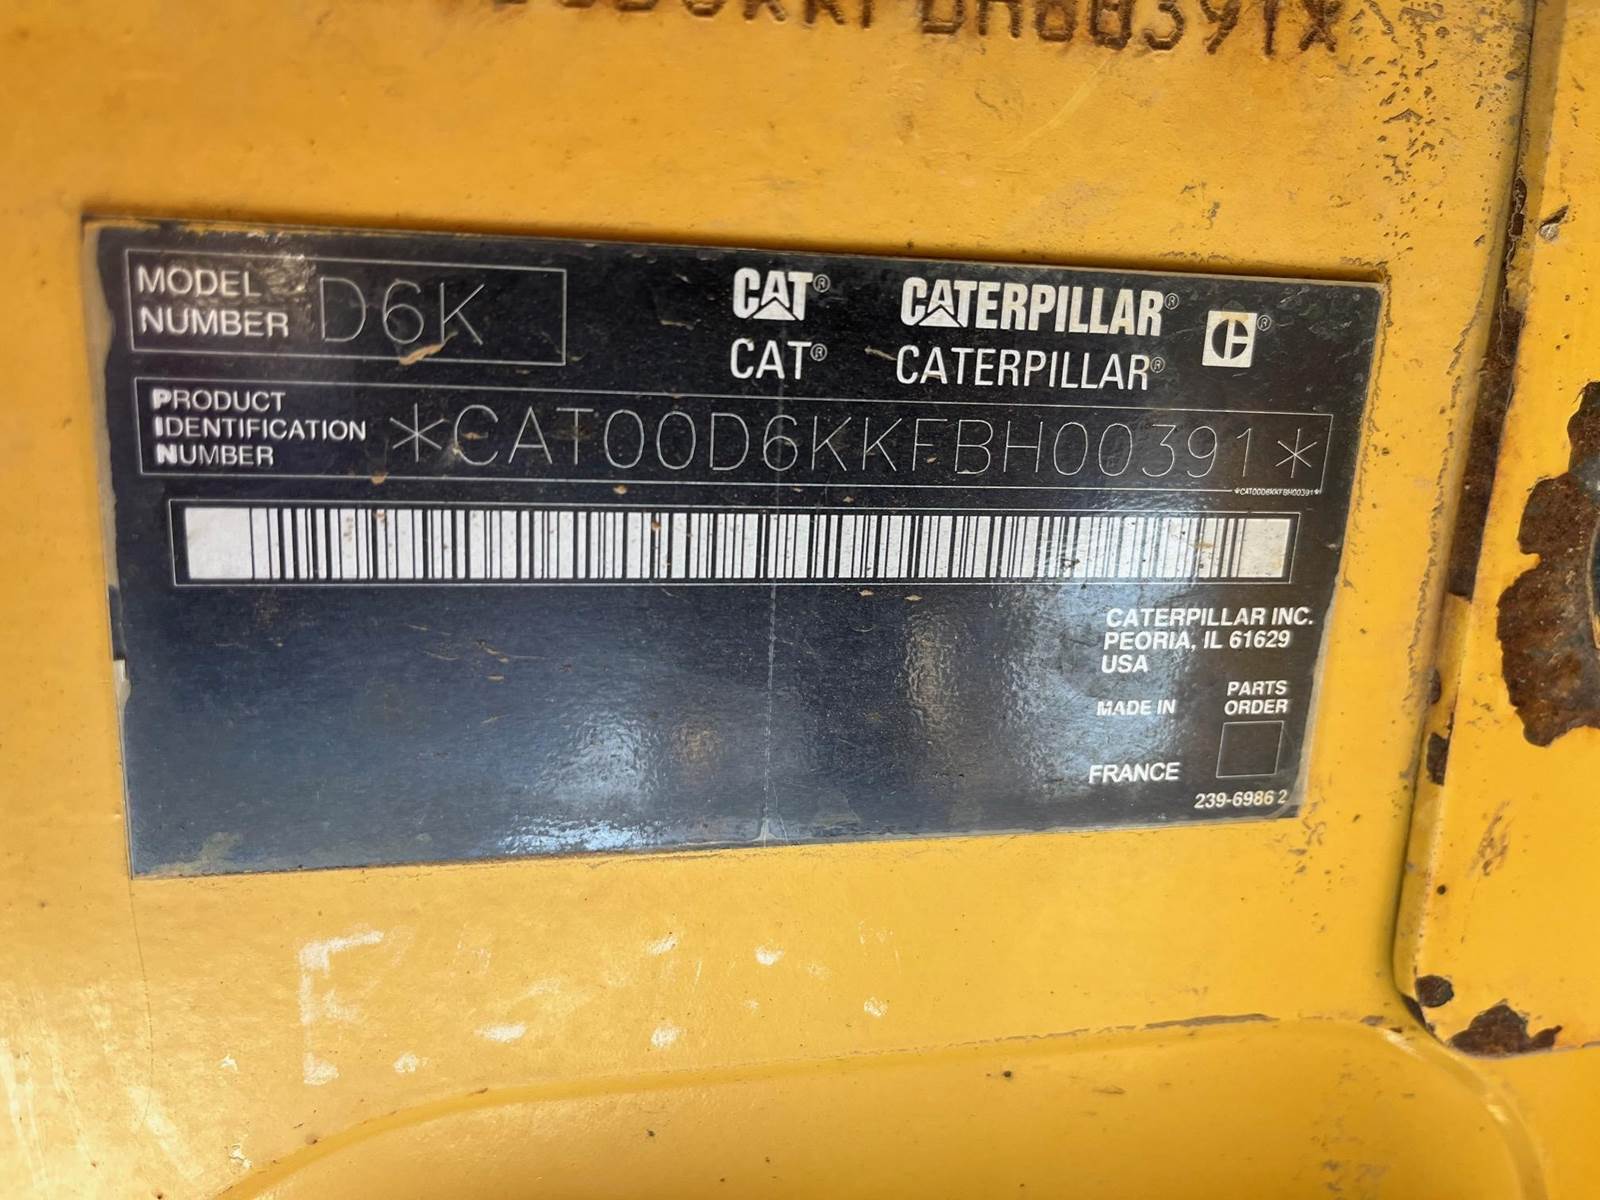 MODEL NUMBER D6K
CAT® CATERPILLAR®
CAT® CATERPILLAR®
PRODUCT IDENTIFICATION NUMBER *CAT00D6KKFBH00391*
*CAT00D6KKFBH00391*
CATERPILLAR INC.
PEORIA, IL 61629
USA
MADE IN
FRANCE
PARTS
ORDER
239-6986 2